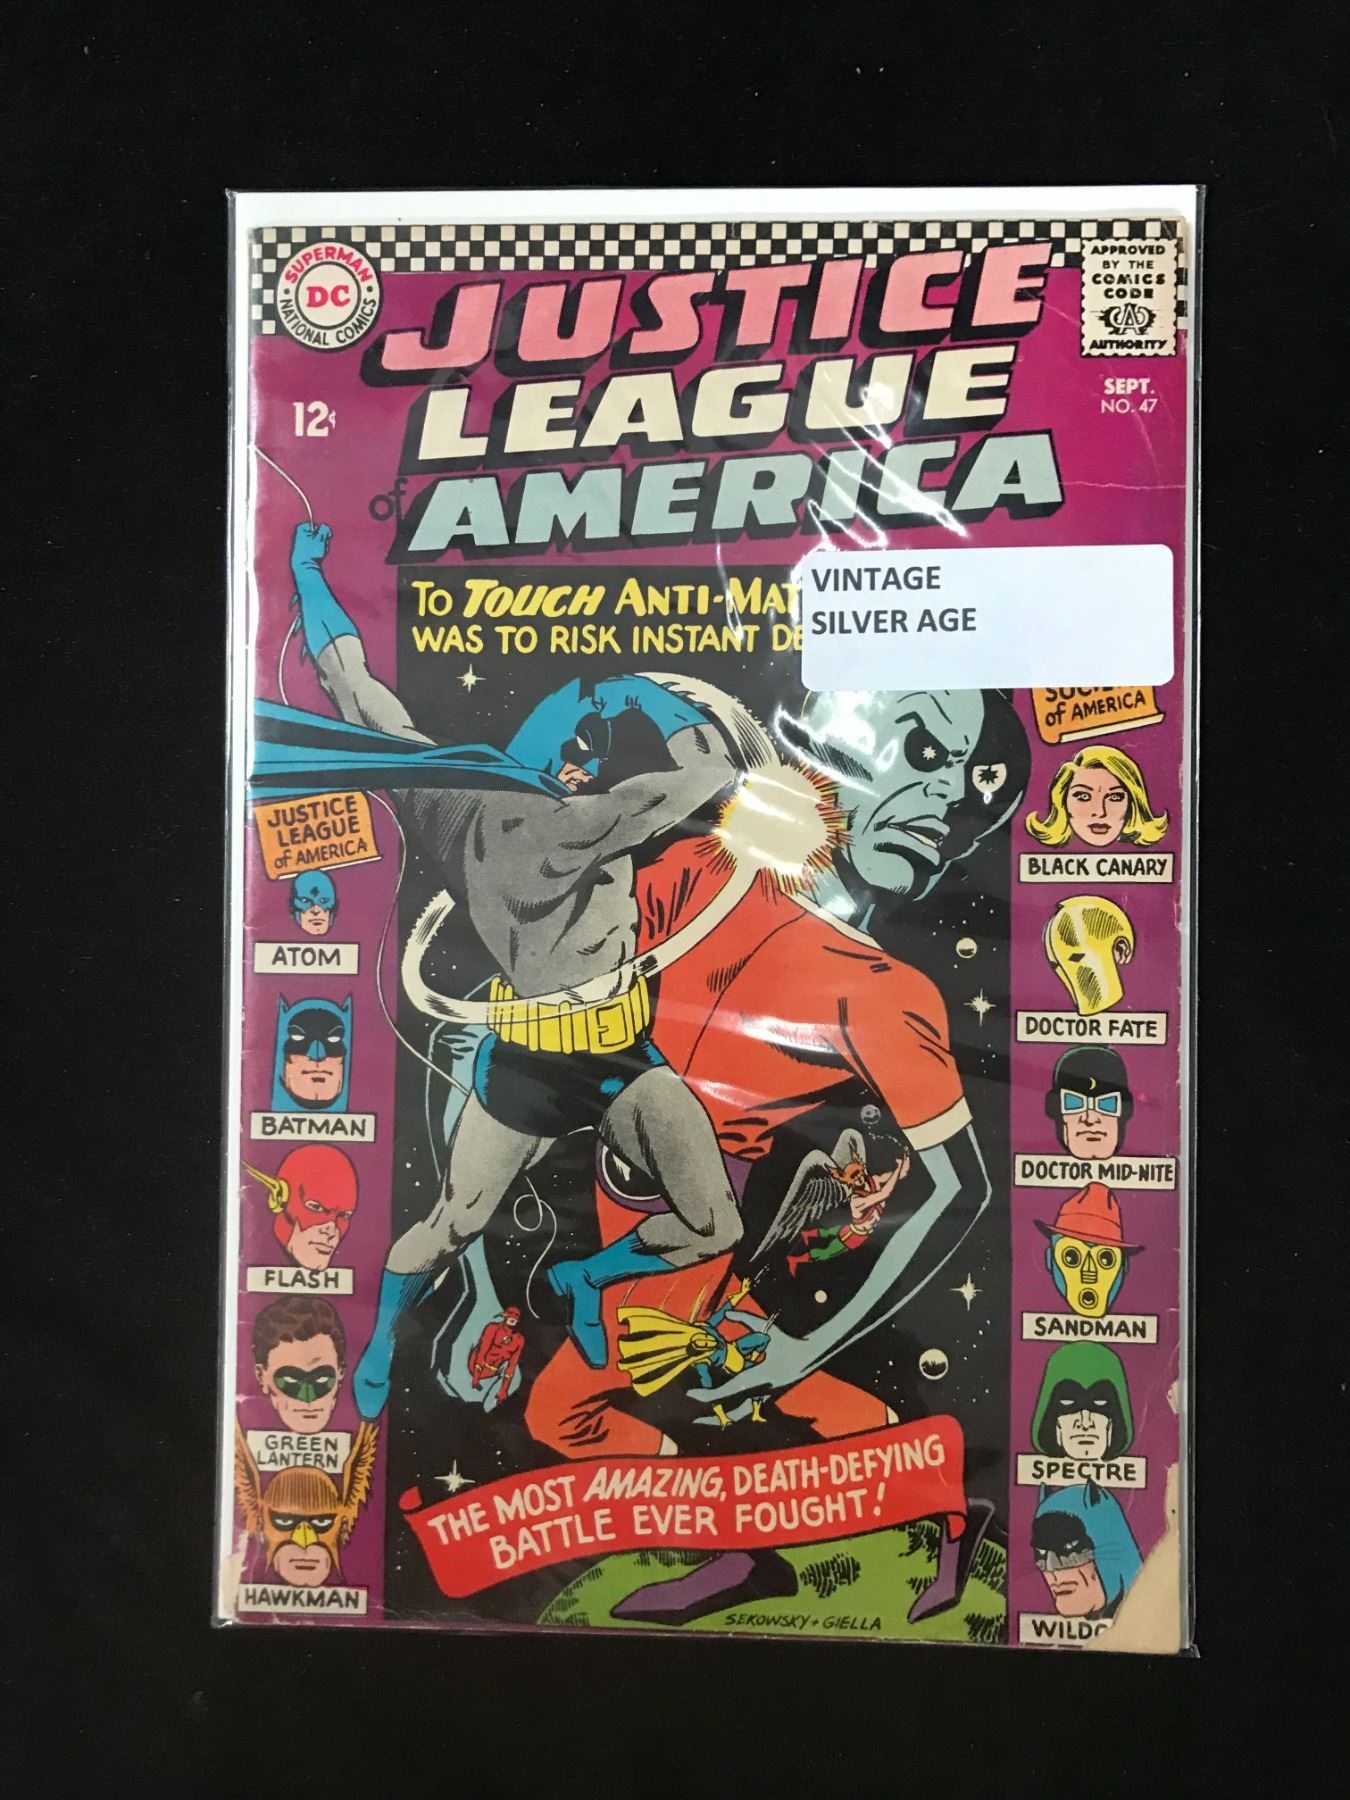 SUPERMAN
DC
NATIONAL COMICS
12¢
JUSTICE
LEAGUE
of AMERICA
APPROVED
BY THE
COMICS
CODE
AUTHORITY
SEPT.
NO. 47
TO TOUCH ANTI-MAT
WAS TO RISK INSTANT DE
VINTAGE
SILVER AGE
JUSTICE
LEAGUE
of AMERICA
ATOM
BATMAN
FLASH
GREEN
LANTERN
HAWKMAN
of AMERICA
BLACK CANARY
DOCTOR FATE
DOCTOR MID-NITE
SANDMAN
SPECTRE
WILDC
THE MOST AMAZING, DEATH-DEFYING
BATTLE EVER FOUGHT!
SEKOWSKY + GIELLA